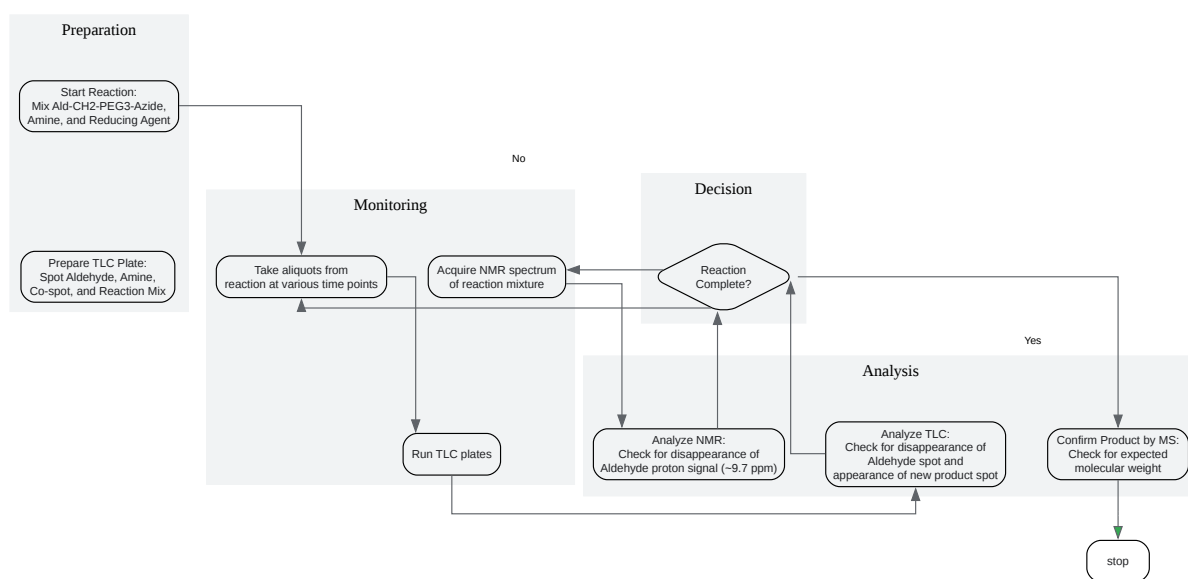 Preparation
Start Reaction:
Mix Ald-CH2-PEG3-Azide,
Amine, and Reducing Agent
Prepare TLC Plate:
Spot Aldehyde, Amine,
Co-spot, and Reaction Mix
No
Monitoring
Take aliquots from
reaction at various time points
Acquire NMR spectrum
of reaction mixture
Run TLC plates
Decision
Reaction
Complete?
Yes
Analysis
Analyze NMR:
Check for disappearance of
Aldehyde proton signal (~9.7 ppm)
Analyze TLC:
Check for disappearance of
Aldehyde spot and
appearance of new product spot
Confirm Product by MS:
Check for expected
molecular weight
stop